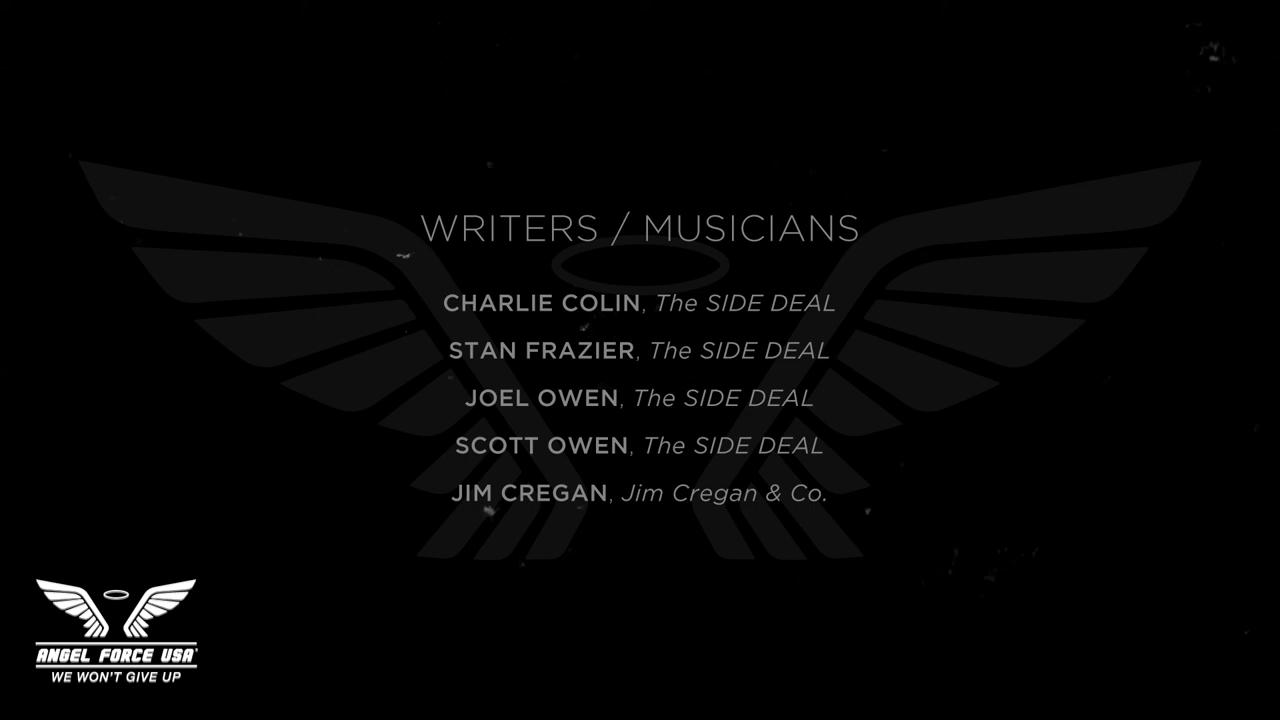 WRITERS / MUSICIANS
CHARLIE COLIN, The SIDE DEAL
STAN FRAZIER, The SIDE DEAL
JOEL OWEN, The SIDE DEAL
SCOTT OWEN, The SIDE DEAL
JIM CREGAN, Jim Cregan & Co.
ANGEL FORCE USA
WE WON'T GIVE UP